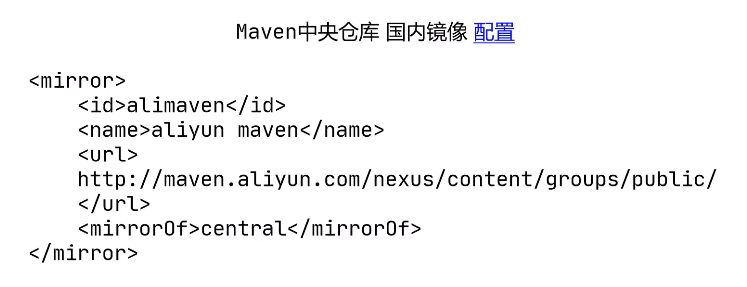 Maven中央仓库 国内镜像 配置
<mirror>
    <id>alimaven</id>
    <name>aliyun maven</name>
    <url>
    http://maven.aliyun.com/nexus/content/groups/public/
    </url>
    <mirrorOf>central</mirrorOf>
</mirror>